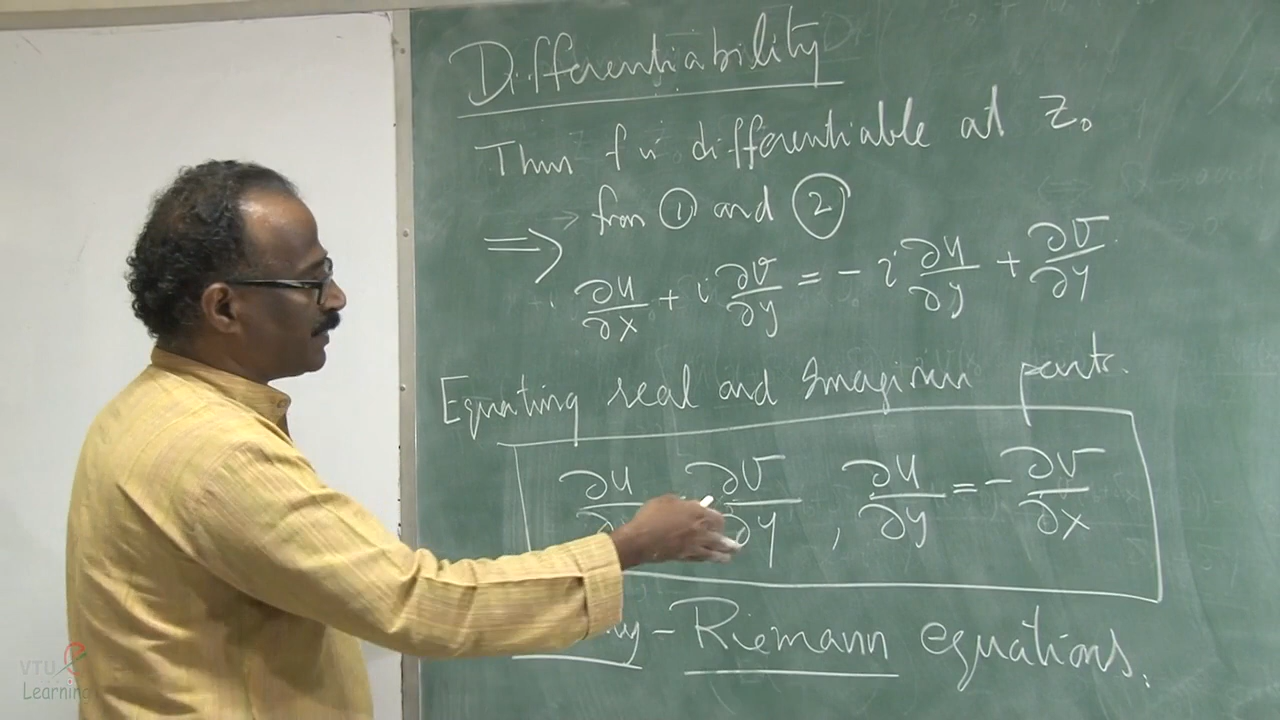 Differentiability
Thus f is differentiable at z₀
→ from ① and ②
⇒ ∂u/∂x + i ∂v/∂y = - i ∂u/∂y + ∂v/∂y
Equating real and Imaginary parts.
∂u ∂v/∂y , ∂u/∂y = - ∂v/∂x
- Riemann equations.
VTU e
Learning